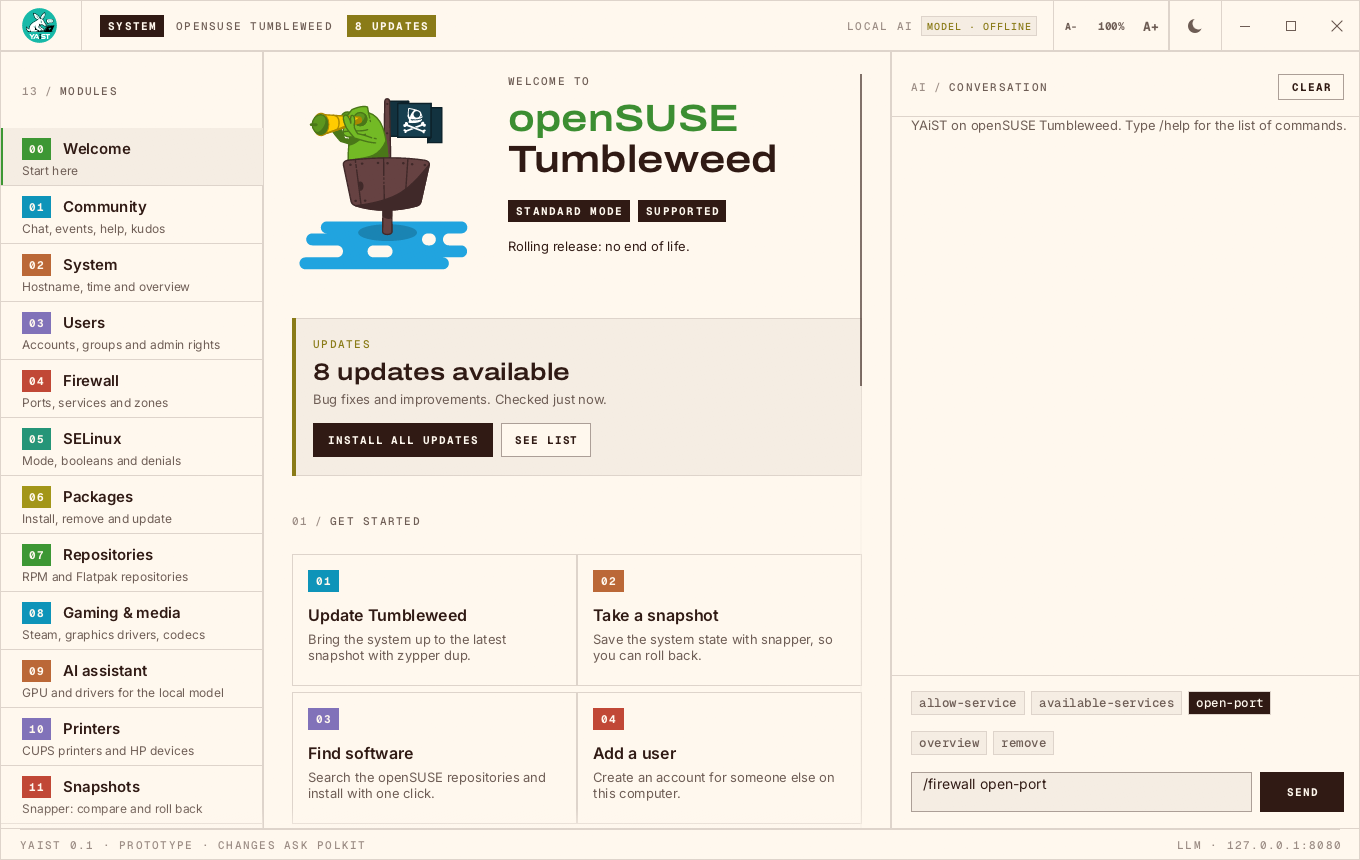 YAiST
SYSTEM OPENSUSE TUMBLEWEED 8 UPDATES
LOCAL AI MODEL · OFFLINE
A- 100% A+
13 / MODULES
00 Welcome
Start here
01 Community
Chat, events, help, kudos
02 System
Hostname, time and overview
03 Users
Accounts, groups and admin rights
04 Firewall
Ports, services and zones
05 SELinux
Mode, booleans and denials
06 Packages
Install, remove and update
07 Repositories
RPM and Flatpak repositories
08 Gaming & media
Steam, graphics drivers, codecs
09 AI assistant
GPU and drivers for the local model
10 Printers
CUPS printers and HP devices
11 Snapshots
Snapper: compare and roll back
WELCOME TO
openSUSE
Tumbleweed
STANDARD MODE SUPPORTED
Rolling release: no end of life.
UPDATES
8 updates available
Bug fixes and improvements. Checked just now.
INSTALL ALL UPDATES SEE LIST
01 / GET STARTED
01
Update Tumbleweed
Bring the system up to the latest
snapshot with zypper dup.
02
Take a snapshot
Save the system state with snapper, so
you can roll back.
03
Find software
Search the openSUSE repositories and
install with one click.
04
Add a user
Create an account for someone else on
this computer.
AI / CONVERSATION CLEAR
YAiST on openSUSE Tumbleweed. Type /help for the list of commands.
allow-service available-services open-port
overview remove
/firewall open-port SEND
YAIST 0.1 · PROTOTYPE · CHANGES ASK POLKIT
LLM · 127.0.0.1:8080